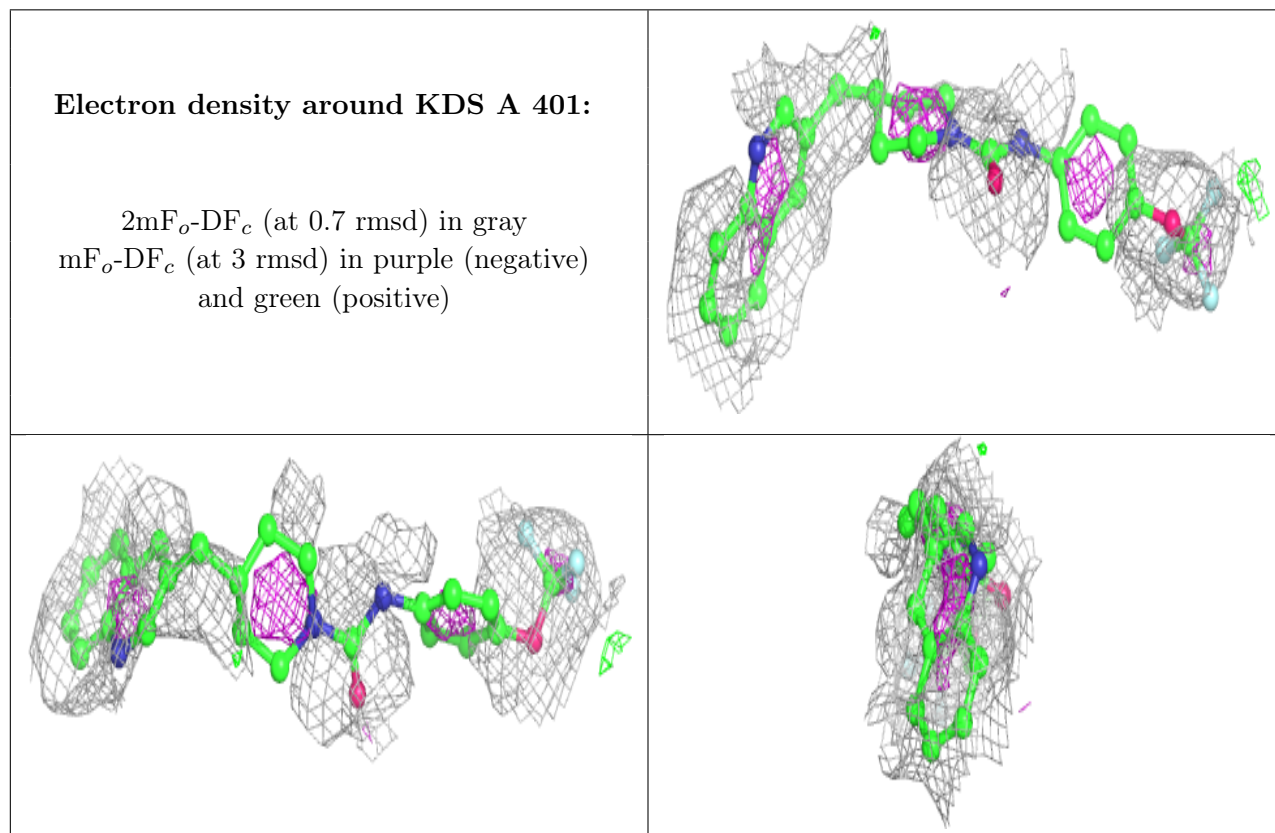 Electron density around KDS A 401:
2mFo-DFc (at 0.7 rmsd) in gray
mFo-DFc (at 3 rmsd) in purple (negative)
and green (positive)